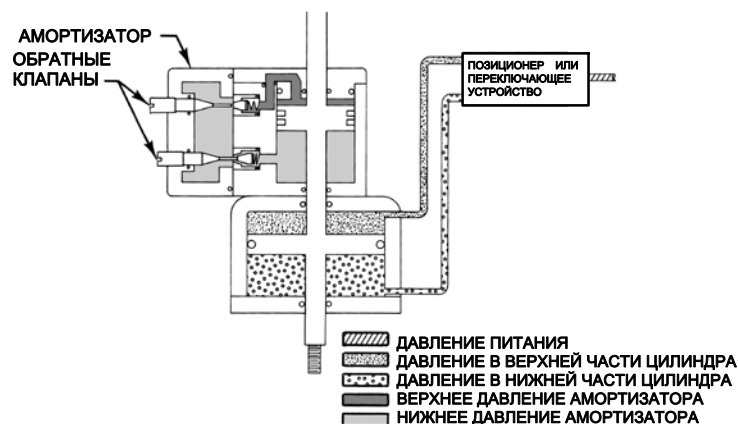 АМОРТИЗАТОР
ОБРАТНЫЕ
КЛАПАНЫ
ПОЗИЦИОНЕР ИЛИ
ПЕРЕКЛЮЧАЮЩЕЕ
УСТРОЙСТВО
ДАВЛЕНИЕ ПИТАНИЯ
ДАВЛЕНИЕ В ВЕРХНЕЙ ЧАСТИ ЦИЛИНДРА
ДАВЛЕНИЕ В НИЖНЕЙ ЧАСТИ ЦИЛИНДРА
ВЕРХНЕЕ ДАВЛЕНИЕ АМОРТИЗАТОРА
НИЖНЕЕ ДАВЛЕНИЕ АМОРТИЗАТОРА